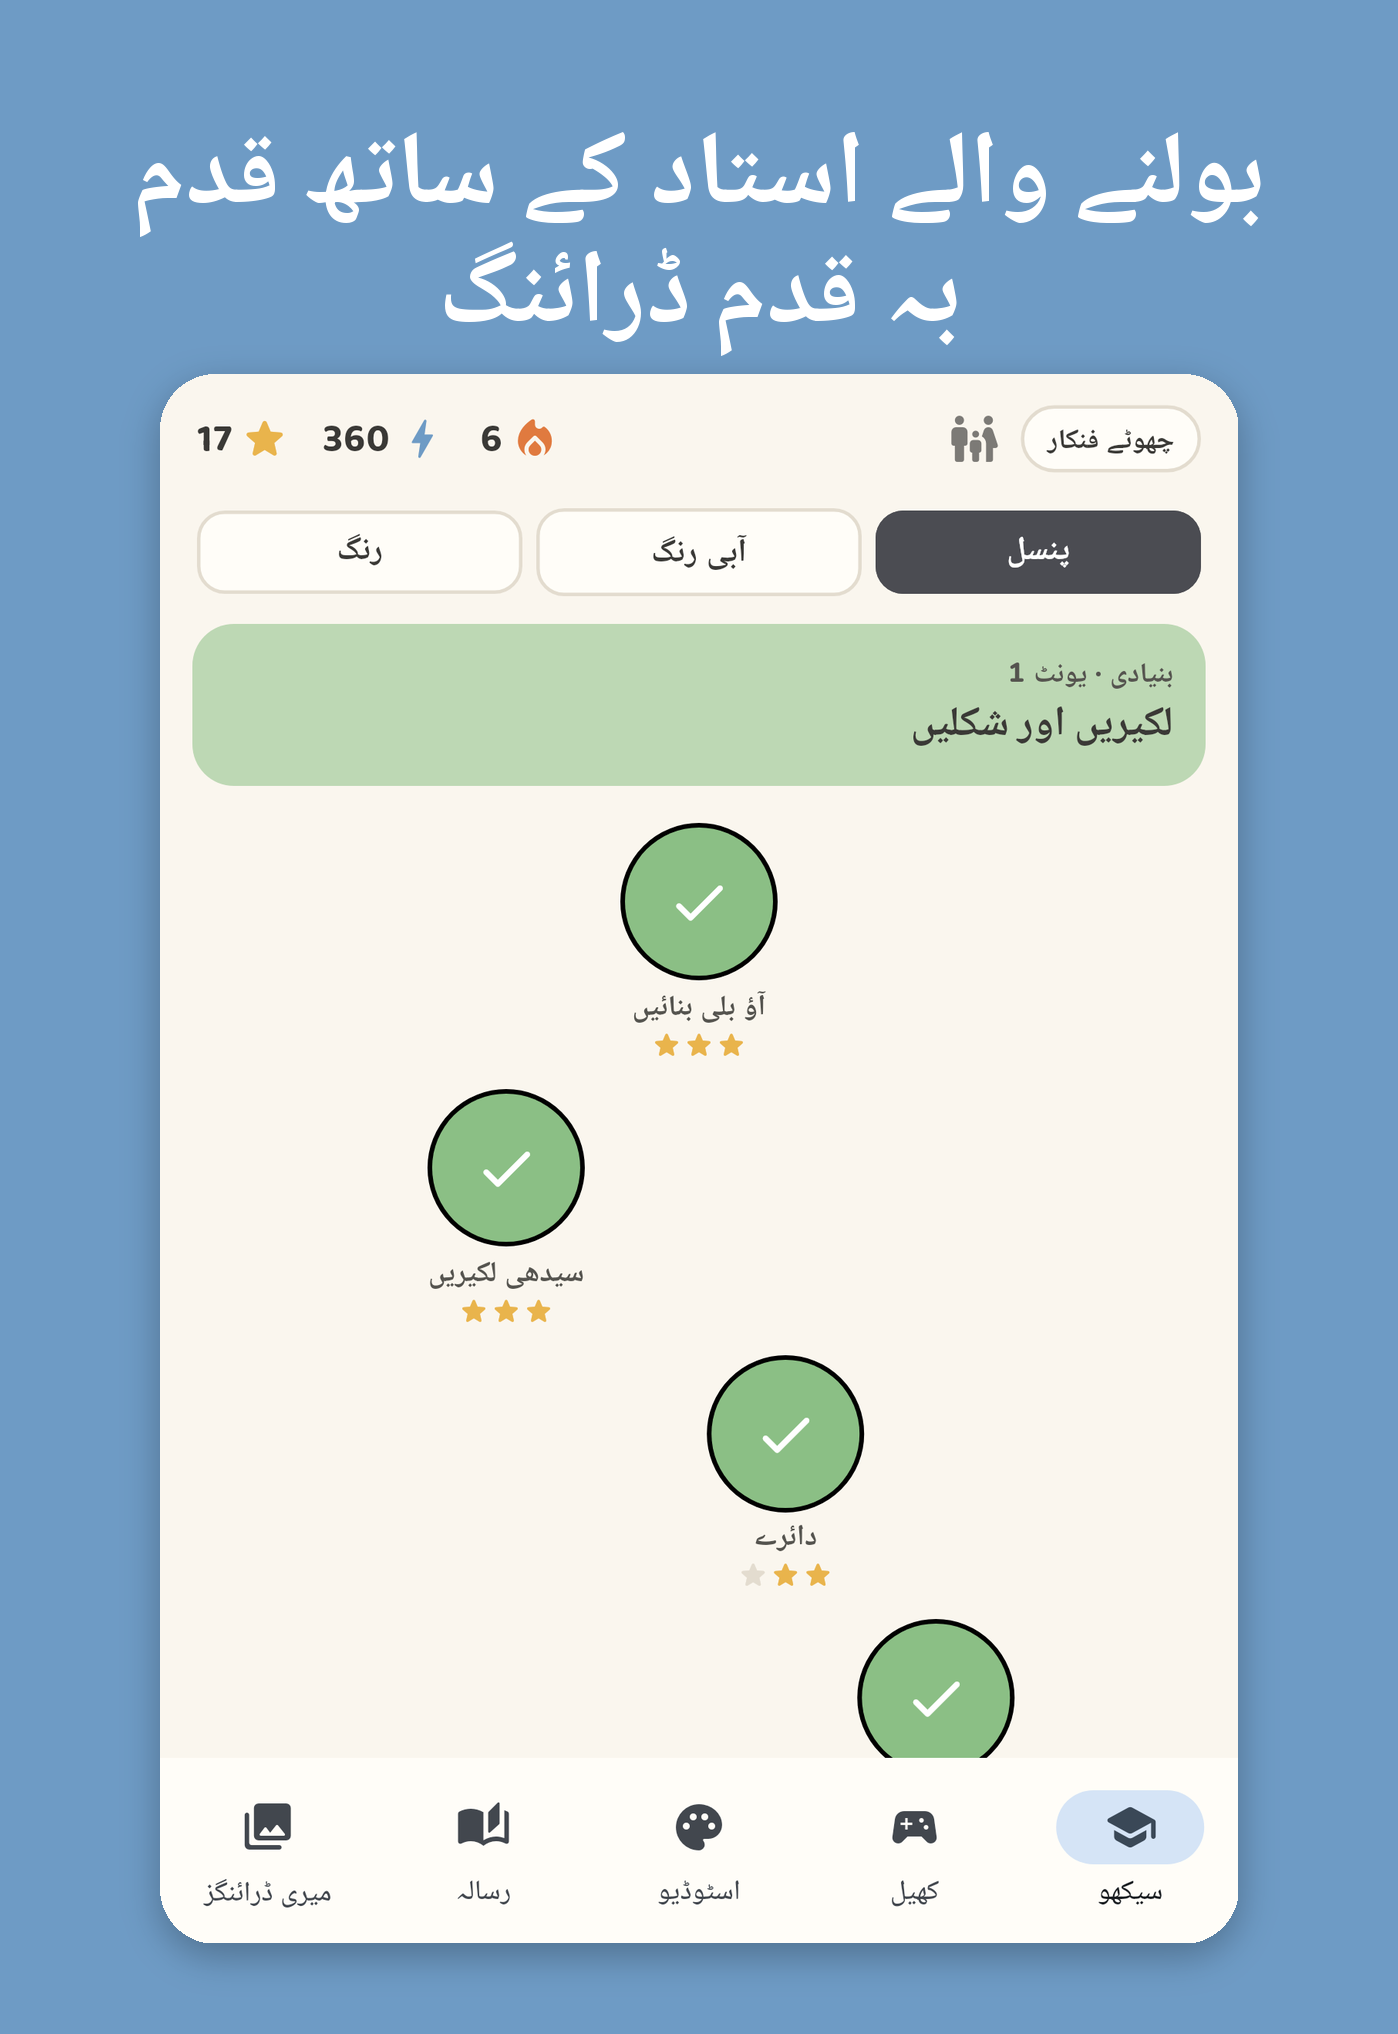 بولنے والے استاد کے ساتھ قدم
بہ قدم ڈرائنگ
چھوٹے فنکار
6 360 17
پنسل
آبی رنگ
رنگ
بنیادی · یونٹ 1
لکیریں اور شکلیں
آؤ بلی بنائیں
سیدھی لکیریں
دائرے
سیکھو
کھیل
اسٹوڈیو
رسالہ
میری ڈرائنگز